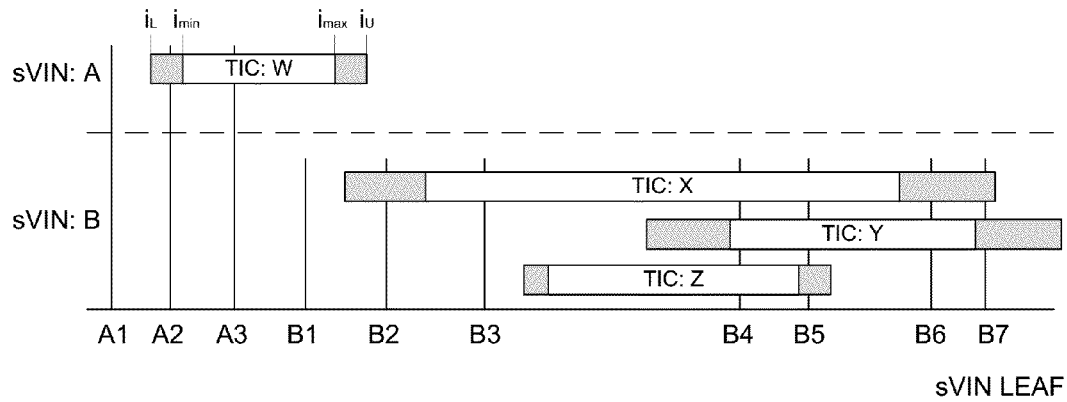 iL imin imax iU
sVIN: A TIC: W
sVIN: B TIC: X
TIC: Y
TIC: Z
A1 A2 A3 B1 B2 B3 B4 B5 B6 B7
sVIN LEAF